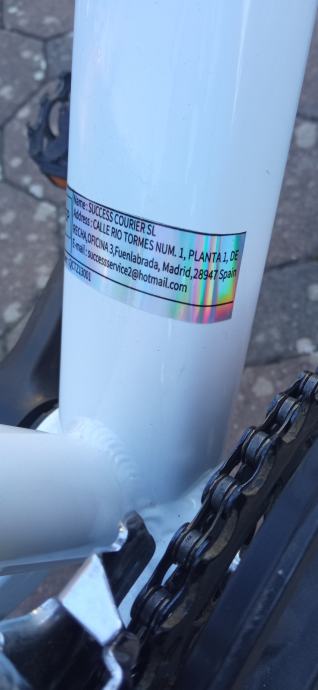 Name : SUCCESS COURIER SL
Address : CALLE RIO TORMES NUM. 1, PLANTA 1, DE
RECHA,OFICINA 3,Fuenlabrada, Madrid,28947 Spain
E-mail : successservice2@hotmail.com